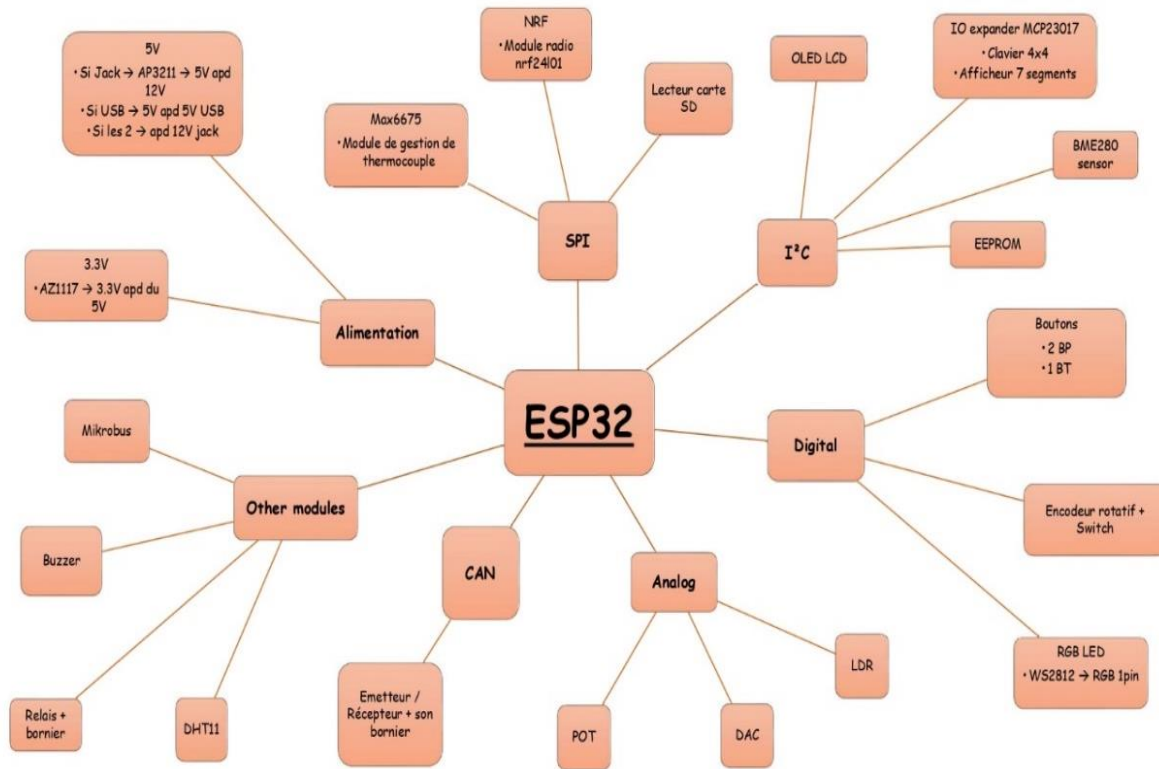 5V
• Si Jack → AP3211 → 5V apd
12V
• Si USB → 5V apd 5V USB
• Si les 2 → apd 12V jack
NRF
• Module radio
nrf24l01
Lecteur carte
SD
Max6675
• Module de gestion de
thermocouple
SPI
OLED LCD
IO expander MCP23017
• Clavier 4x4
• Afficheur 7 segments
BME280
sensor
EEPROM
I²C
3.3V
• AZ1117 → 3.3V apd du
5V
Alimentation
ESP32
Boutons
• 2 BP
• 1 BT
Digital
Encodeur rotatif +
Switch
RGB LED
• WS2812 → RGB 1pin
Mikrobus
Other modules
Buzzer
Relais +
bornier
DHT11
CAN
Emetteur /
Récepteur + son
bornier
Analog
POT
DAC
LDR